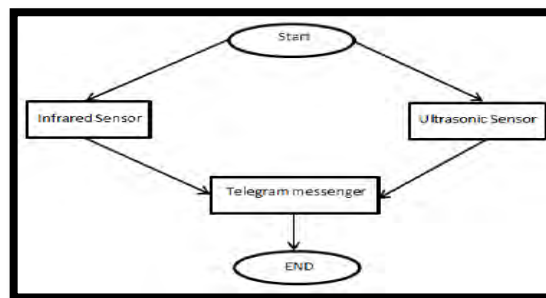 Start
Infrared Sensor
Ultrasonic Sensor
Telegram messenger
END